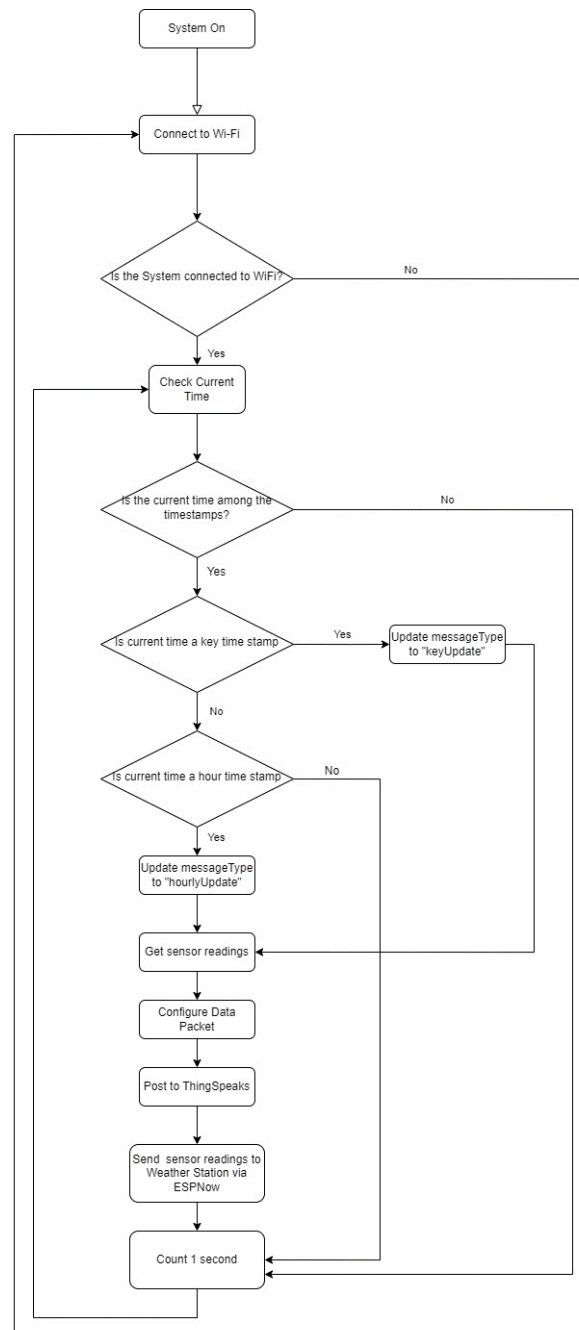 System On
Connect to Wi-Fi
Is the System connected to WiFi?
No
Yes
Check Current
Time
Is the current time among the
timestamps?
No
Yes
Is current time a key time stamp
Yes
Update messageType
to "keyUpdate"
No
Is current time a hour time stamp
No
Yes
Update messageType
to "hourlyUpdate"
Get sensor readings
Configure Data
Packet
Post to ThingSpeaks
Send sensor readings to
Weather Station via
ESPNow
Count 1 second